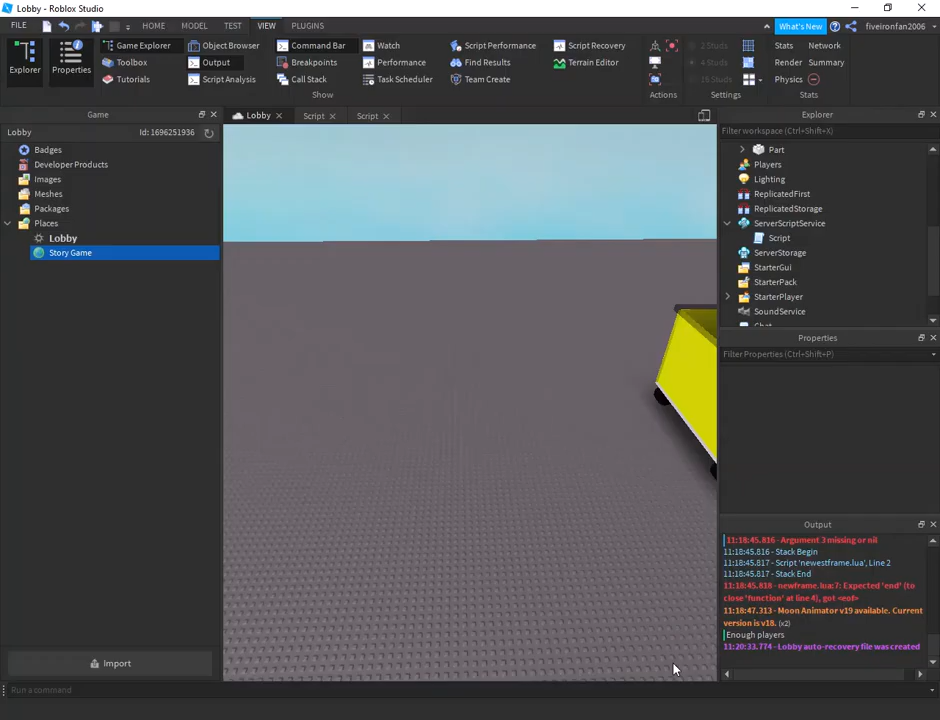 Lobby - Roblox Studio
FILE HOME MODEL TEST VIEW PLUGINS What's New fiveironfan2006
Explorer
Properties
Game Explorer Object Browser Command Bar Watch Script Performance Script Recovery 2 Studs Stats Network
Toolbox Output Breakpoints Performance Find Results Terrain Editor 4 Studs Render Summary
Tutorials Script Analysis Call Stack Task Scheduler Team Create 16 Studs Physics
Show Actions Settings Stats
Game
Lobby Id: 1696251936
Badges
Developer Products
Images
Meshes
Packages
Places
Lobby
Story Game
Import
Lobby Script Script
Explorer
Filter workspace (Ctrl+Shift+X)
Part
Players
Lighting
ReplicatedFirst
ReplicatedStorage
ServerScriptService
Script
ServerStorage
StarterGui
StarterPack
StarterPlayer
SoundService
Chat
Properties
Filter Properties (Ctrl+Shift+P)
Output
11:18:45.816 - Argument 3 missing or nil
11:18:45.816 - Stack Begin
11:18:45.817 - Script 'newestframe.lua', Line 2
11:18:45.817 - Stack End
11:18:45.818 - newframe.lua:7: Expected 'end' (to
close 'function' at line 4), got <eof>
11:18:47.313 - Moon Animator v19 available. Current
version is v18. (x2)
Enough players
11:20:33.774 - Lobby auto-recovery file was created
Run a command